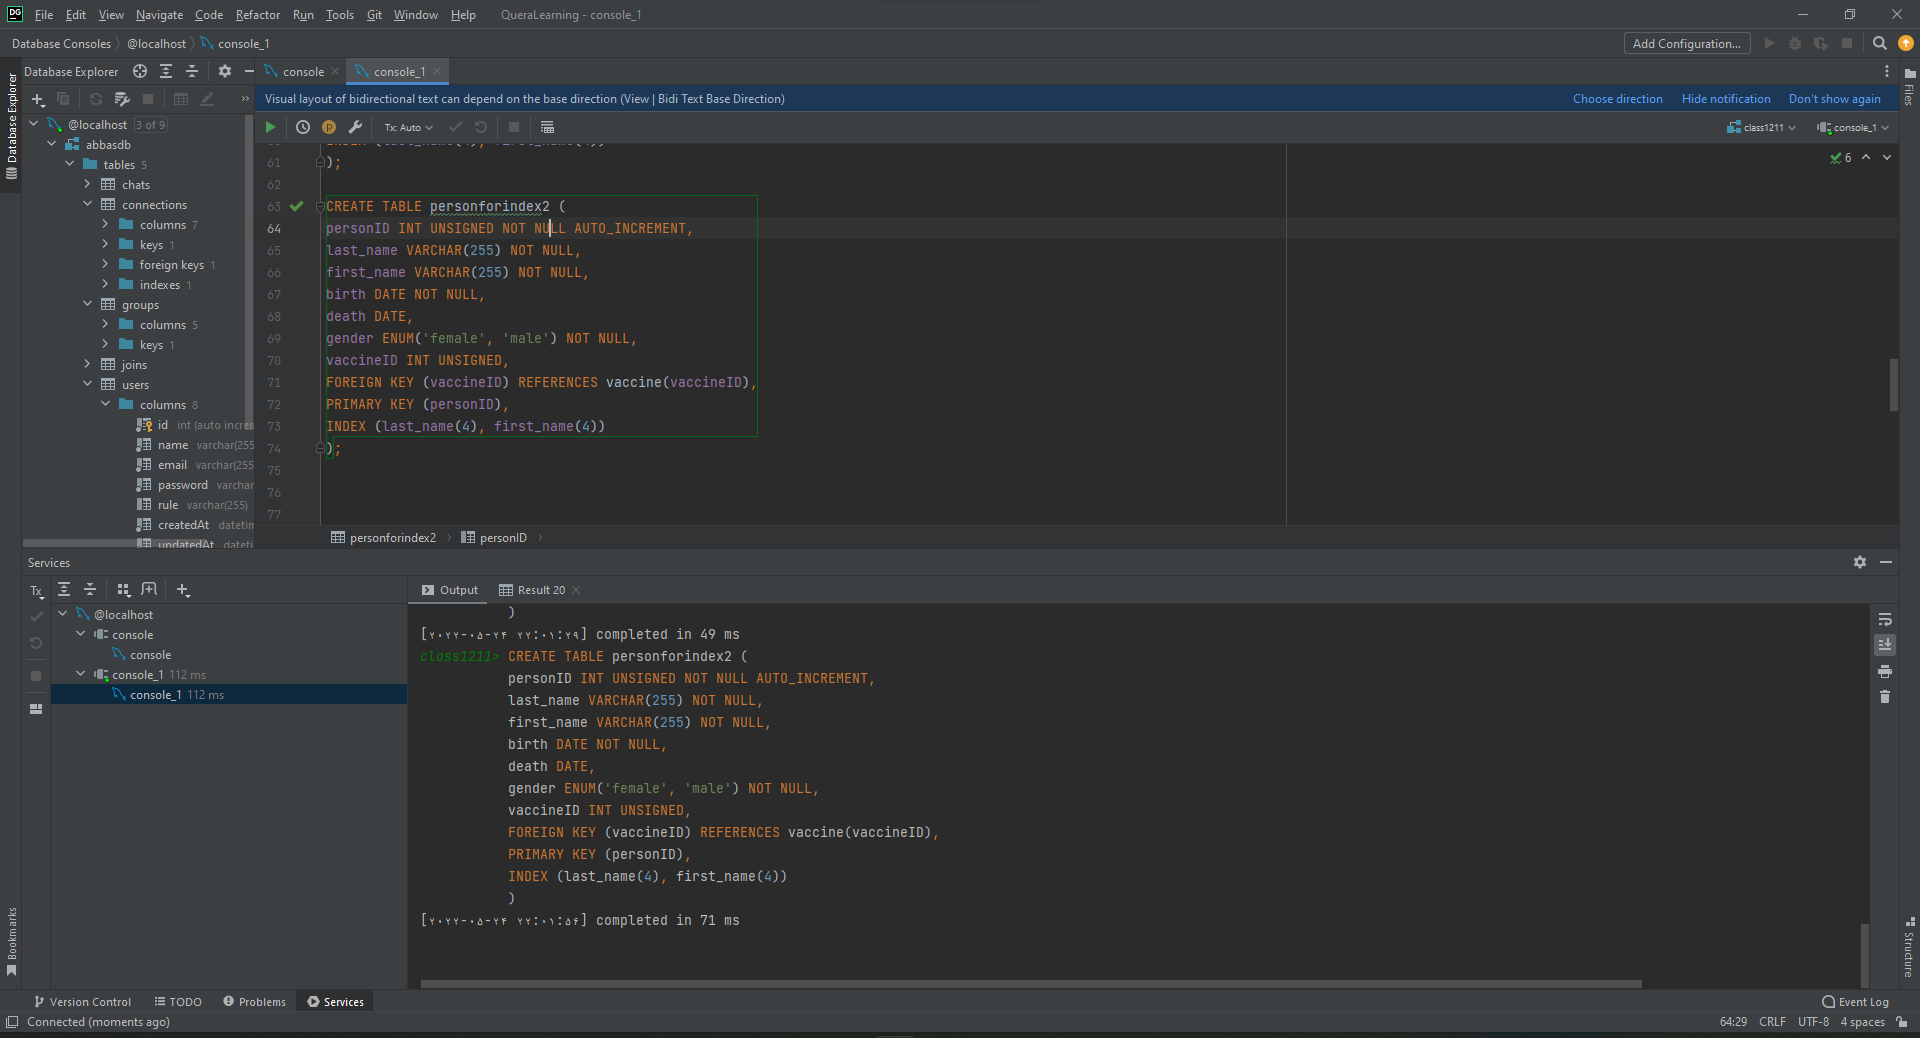 DG File Edit View Navigate Code Refactor Run Tools Git Window Help QueraLearning - console_1
Database Consoles @localhost console_1 Add Configuration...
Database Explorer console console_1
Visual layout of bidirectional text can depend on the base direction (View | Bidi Text Base Direction) Choose direction Hide notification Don't show again
Tx: Auto class1211 console_1
@localhost 3 of 9
abbasdb
tables 5
chats
connections
columns 7
keys 1
foreign keys 1
indexes 1
groups
columns 5
keys 1
joins
users
columns 8
id int (auto increm
name varchar(255
email varchar(255
password varchar
rule varchar(255)
createdAt datetim
updatedAt dateti
6
61 );
62
63 CREATE TABLE personforindex2 (
64 personID INT UNSIGNED NOT NULL AUTO_INCREMENT,
65 last_name VARCHAR(255) NOT NULL,
66 first_name VARCHAR(255) NOT NULL,
67 birth DATE NOT NULL,
68 death DATE,
69 gender ENUM('female', 'male') NOT NULL,
70 vaccineID INT UNSIGNED,
71 FOREIGN KEY (vaccineID) REFERENCES vaccine(vaccineID),
72 PRIMARY KEY (personID),
73 INDEX (last_name(4), first_name(4))
74 );
75
76
77
personforindex2 personID
Services
Tx
@localhost
console
console
console_1 112 ms
console_1 112 ms
Output Result 20
)
[۲۰۲۲-۰۵-۲۴ ۲۲:۰۱:۲۹] completed in 49 ms
class1211> CREATE TABLE personforindex2 (
personID INT UNSIGNED NOT NULL AUTO_INCREMENT,
last_name VARCHAR(255) NOT NULL,
first_name VARCHAR(255) NOT NULL,
birth DATE NOT NULL,
death DATE,
gender ENUM('female', 'male') NOT NULL,
vaccineID INT UNSIGNED,
FOREIGN KEY (vaccineID) REFERENCES vaccine(vaccineID),
PRIMARY KEY (personID),
INDEX (last_name(4), first_name(4))
)
[۲۰۲۲-۰۵-۲۴ ۲۲:۰۱:۵۶] completed in 71 ms
Database Explorer
Bookmarks
Files
Structure
Version Control TODO Problems Services Event Log
Connected (moments ago) 64:29 CRLF UTF-8 4 spaces